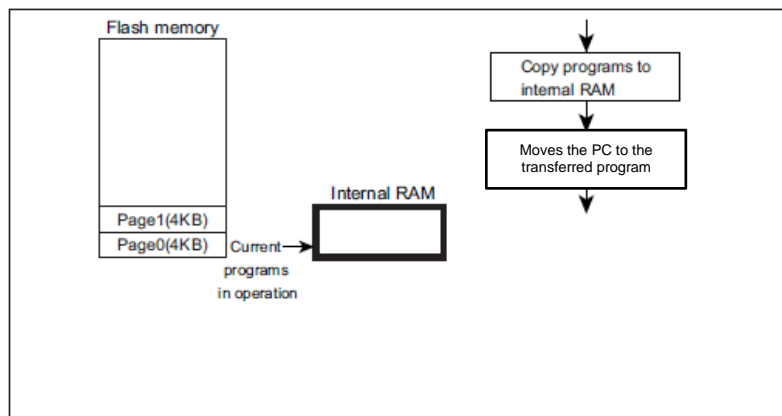 Flash memory
Page1(4KB)
Page0(4KB)
Current
programs
in operation
Internal RAM
Copy programs to
internal RAM
Moves the PC to the
transferred program